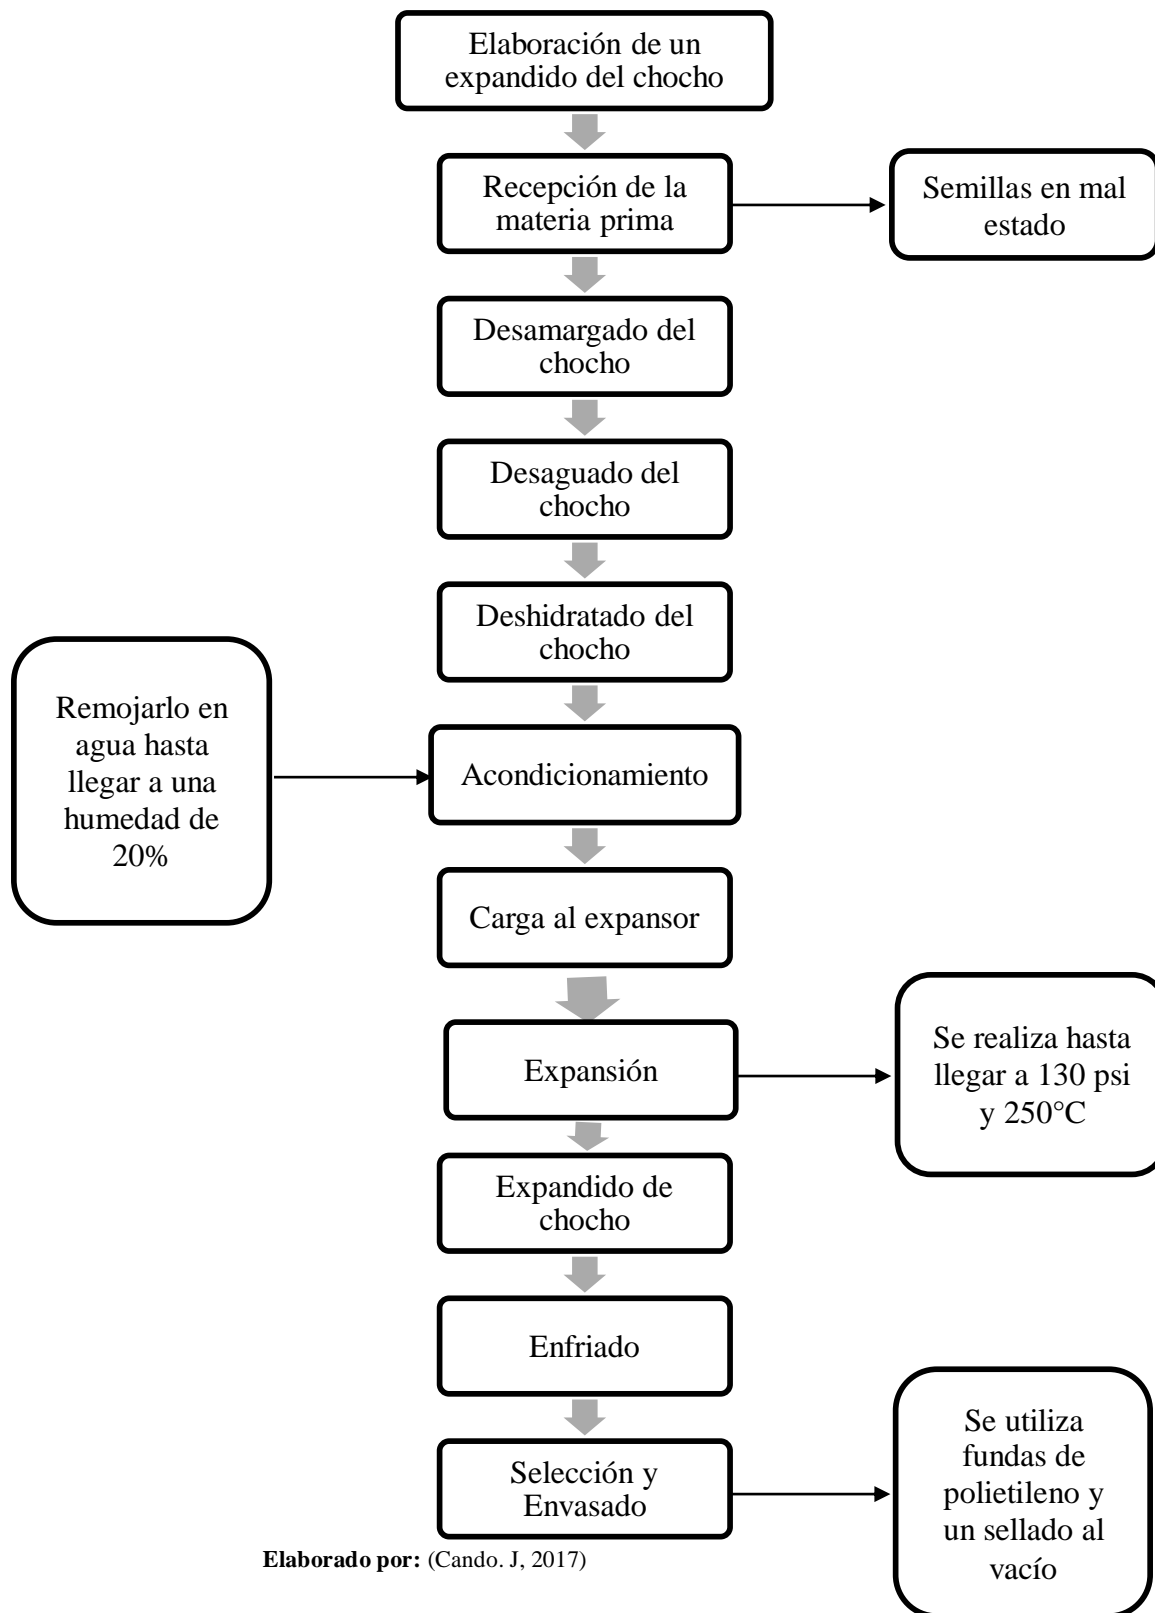 Elaboración de un
expandido del chocho
Recepción de la
materia prima
Semillas en mal
estado
Desamargado del
chocho
Desaguado del
chocho
Deshidratado del
chocho
Remojarlo en
agua hasta
llegar a una
humedad de
20%
Acondicionamiento
Carga al expansor
Expansión
Se realiza hasta
llegar a 130 psi
y 250°C
Expandido de
chocho
Enfriado
Selección y
Envasado
Se utiliza
fundas de
polietileno y
un sellado al
vacío
Elaborado por: (Cando. J, 2017)